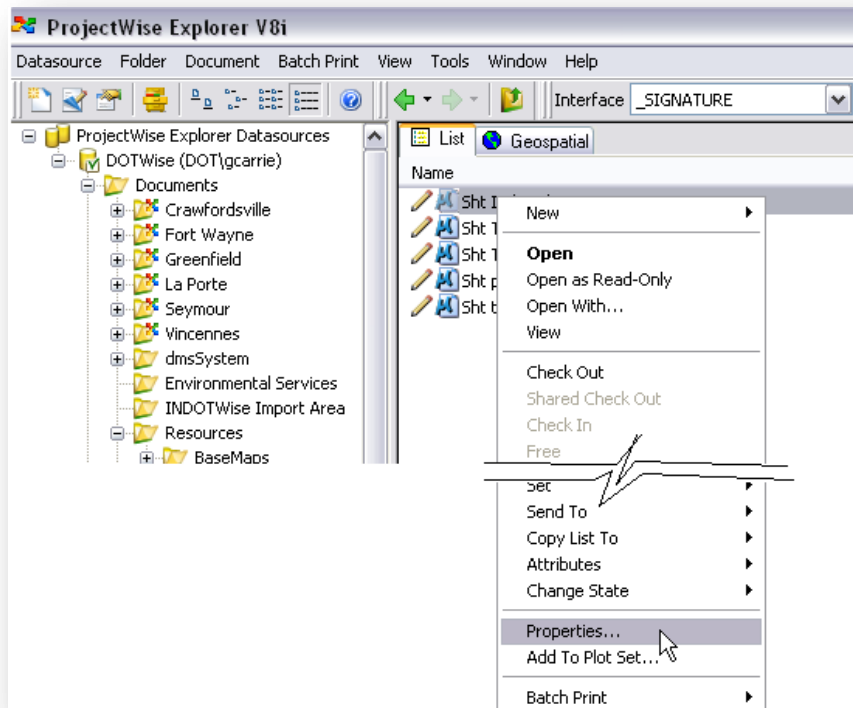 ProjectWise Explorer V8i
Datasource Folder Document Batch Print View Tools Window Help
Interface _SIGNATURE
ProjectWise Explorer Datasources
DOTWise (DOT\gcarrie)
Documents
Crawfordsville
Fort Wayne
Greenfield
La Porte
Seymour
Vincennes
dmsSystem
Environmental Services
INDOTWise Import Area
Resources
BaseMaps
List Geospatial
Name
Sht
Sht
Sht
Sht
Sht
New
Open
Open as Read-Only
Open With...
View
Check Out
Shared Check Out
Check In
Free
Set
Send To
Copy List To
Attributes
Change State
Properties...
Add To Plot Set...
Batch Print